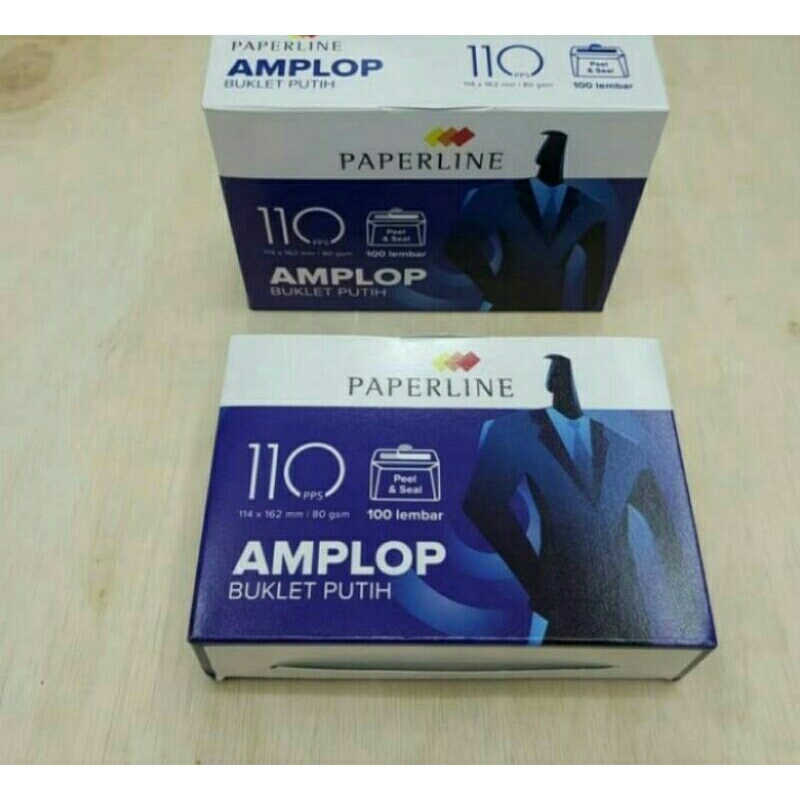 PAPERLINE
AMPLOP
BUKLET PUTIH
110 PPS
114 x 162 mm | 80 gsm
Peel
& Seal
100 lembar
PAPERLINE
110 PPS
114 x 162 mm | 80 gsm
Peel
& Seal
100 lembar
AMPLOP
BUKLET PUTIH
PAPERLINE
110 PPS
114 x 162 mm | 80 gsm
Peel
& Seal
100 lembar
AMPLOP
BUKLET PUTIH